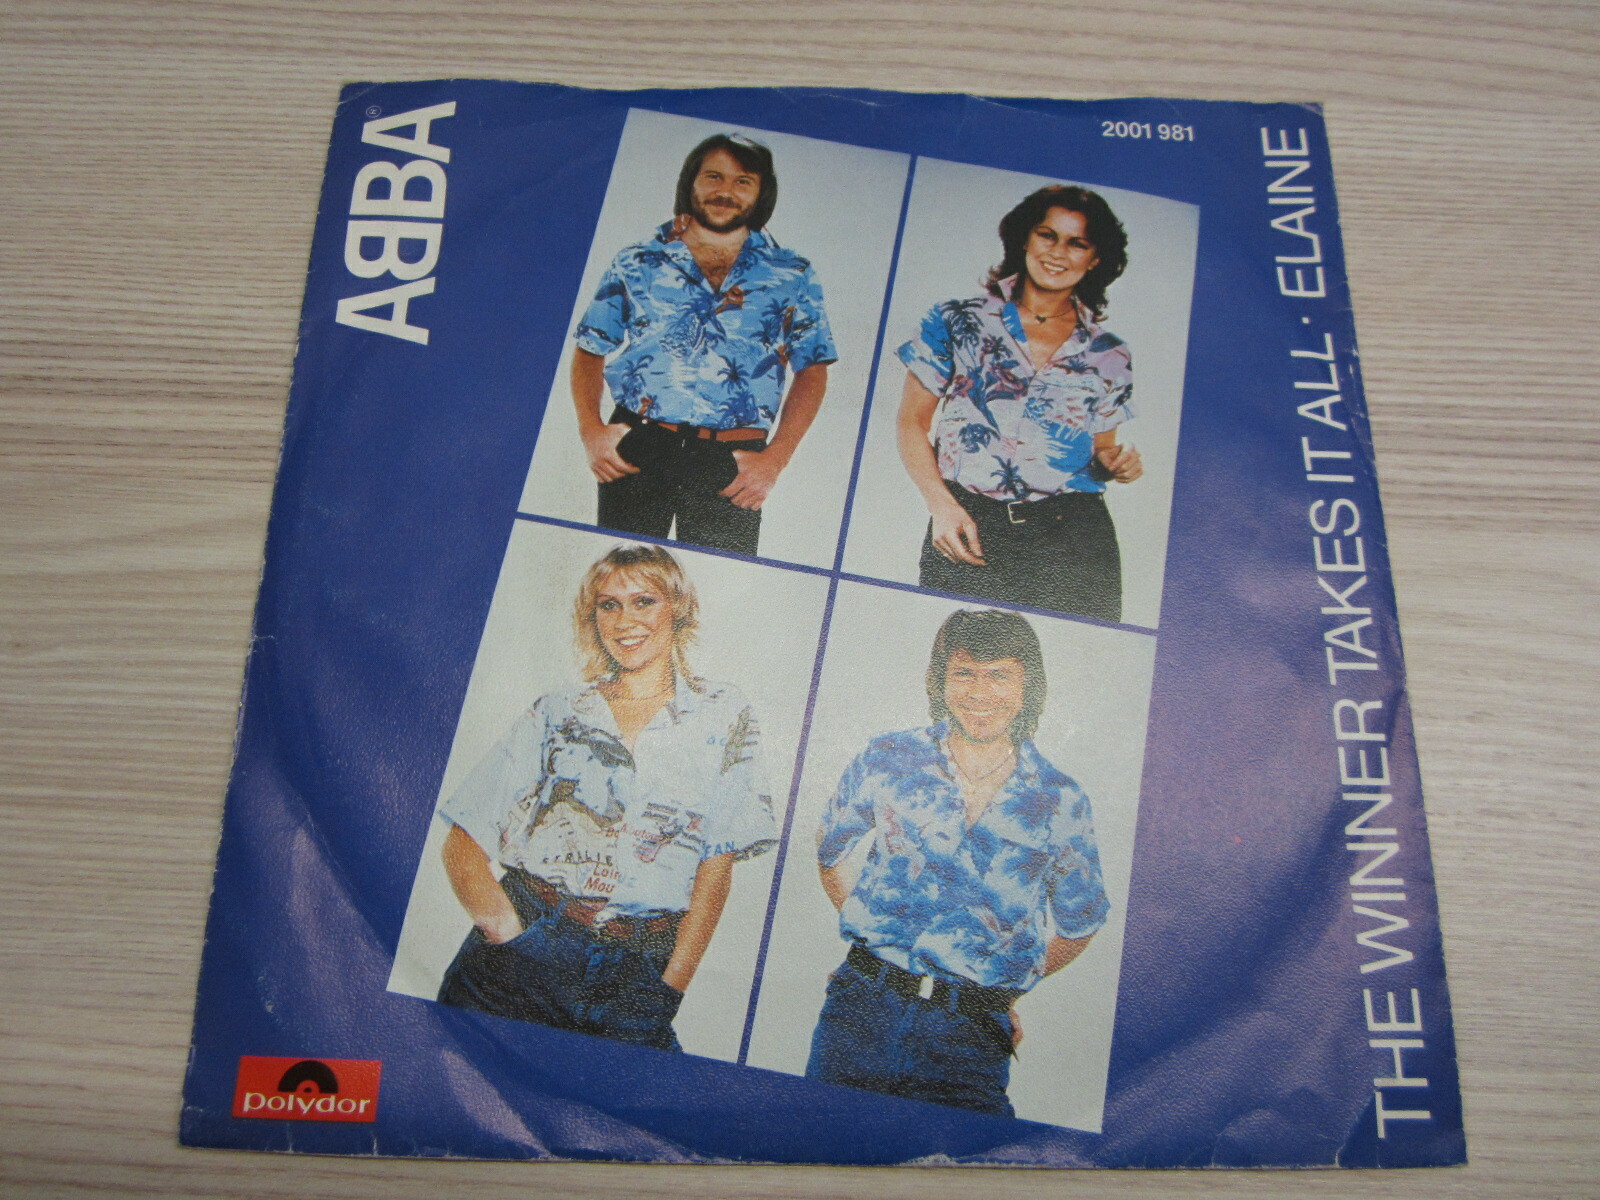 ABBA
2001 981
THE WINNER TAKES IT ALL · ELAINE
polydor